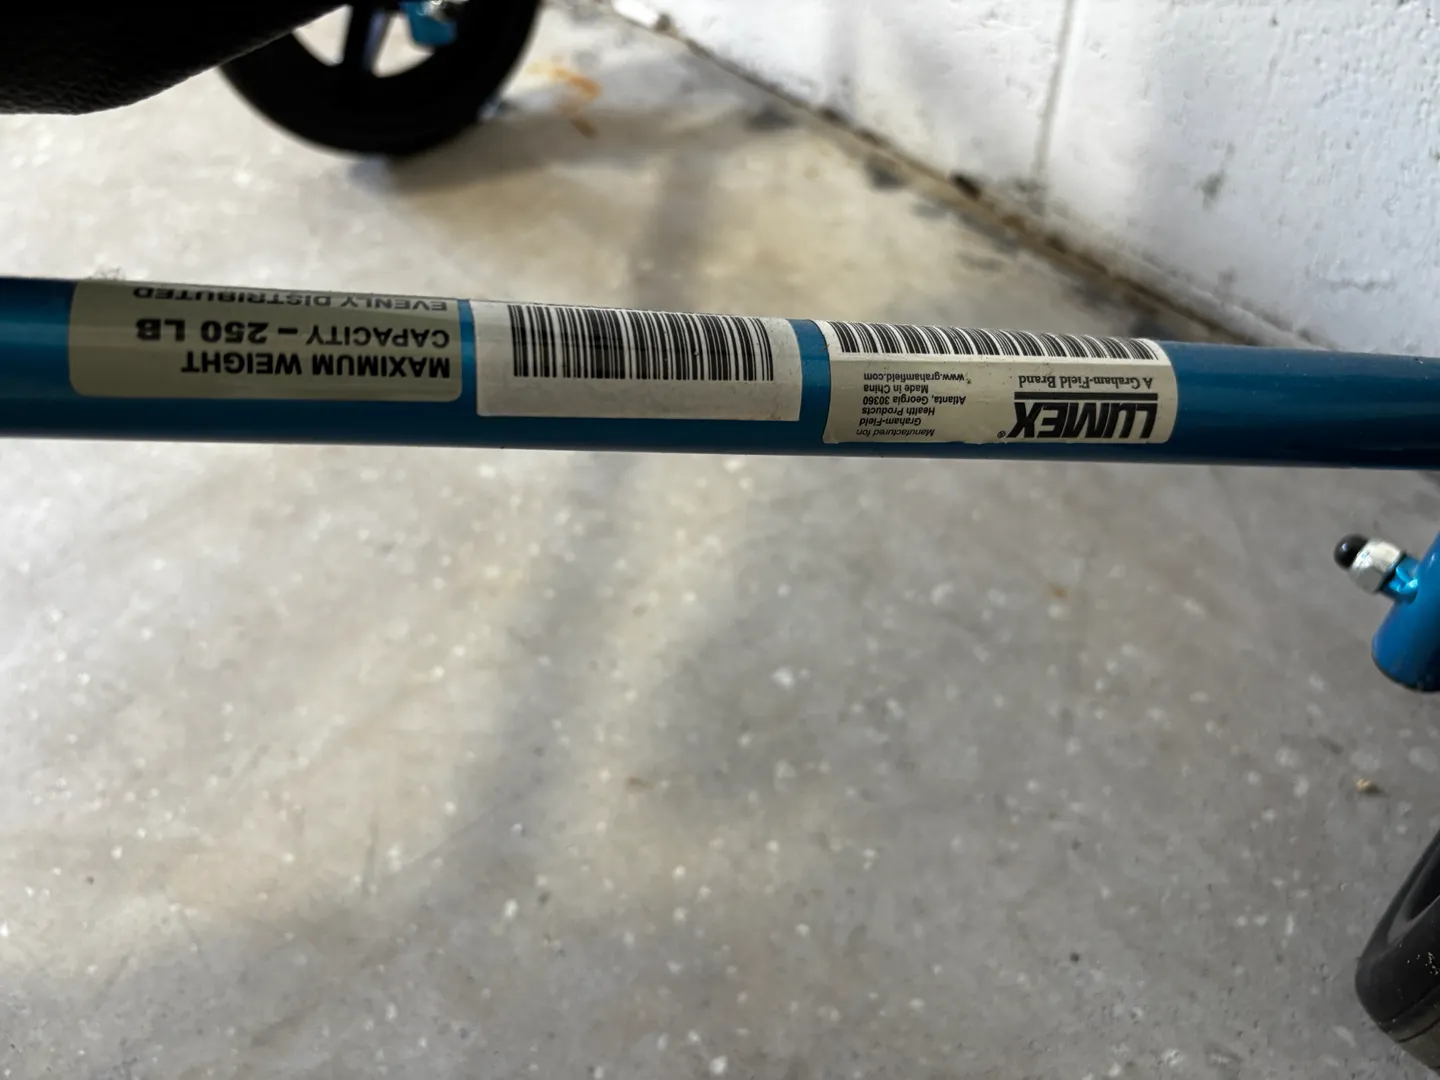 LUMEX®
A Graham-Field Brand
Manufactured for:
Graham-Field
Health Products
Atlanta, Georgia 30360
Made in China
www.grahamfield.com
MAXIMUM WEIGHT
CAPACITY – 250 LB
EVENLY DISTRIBUTED